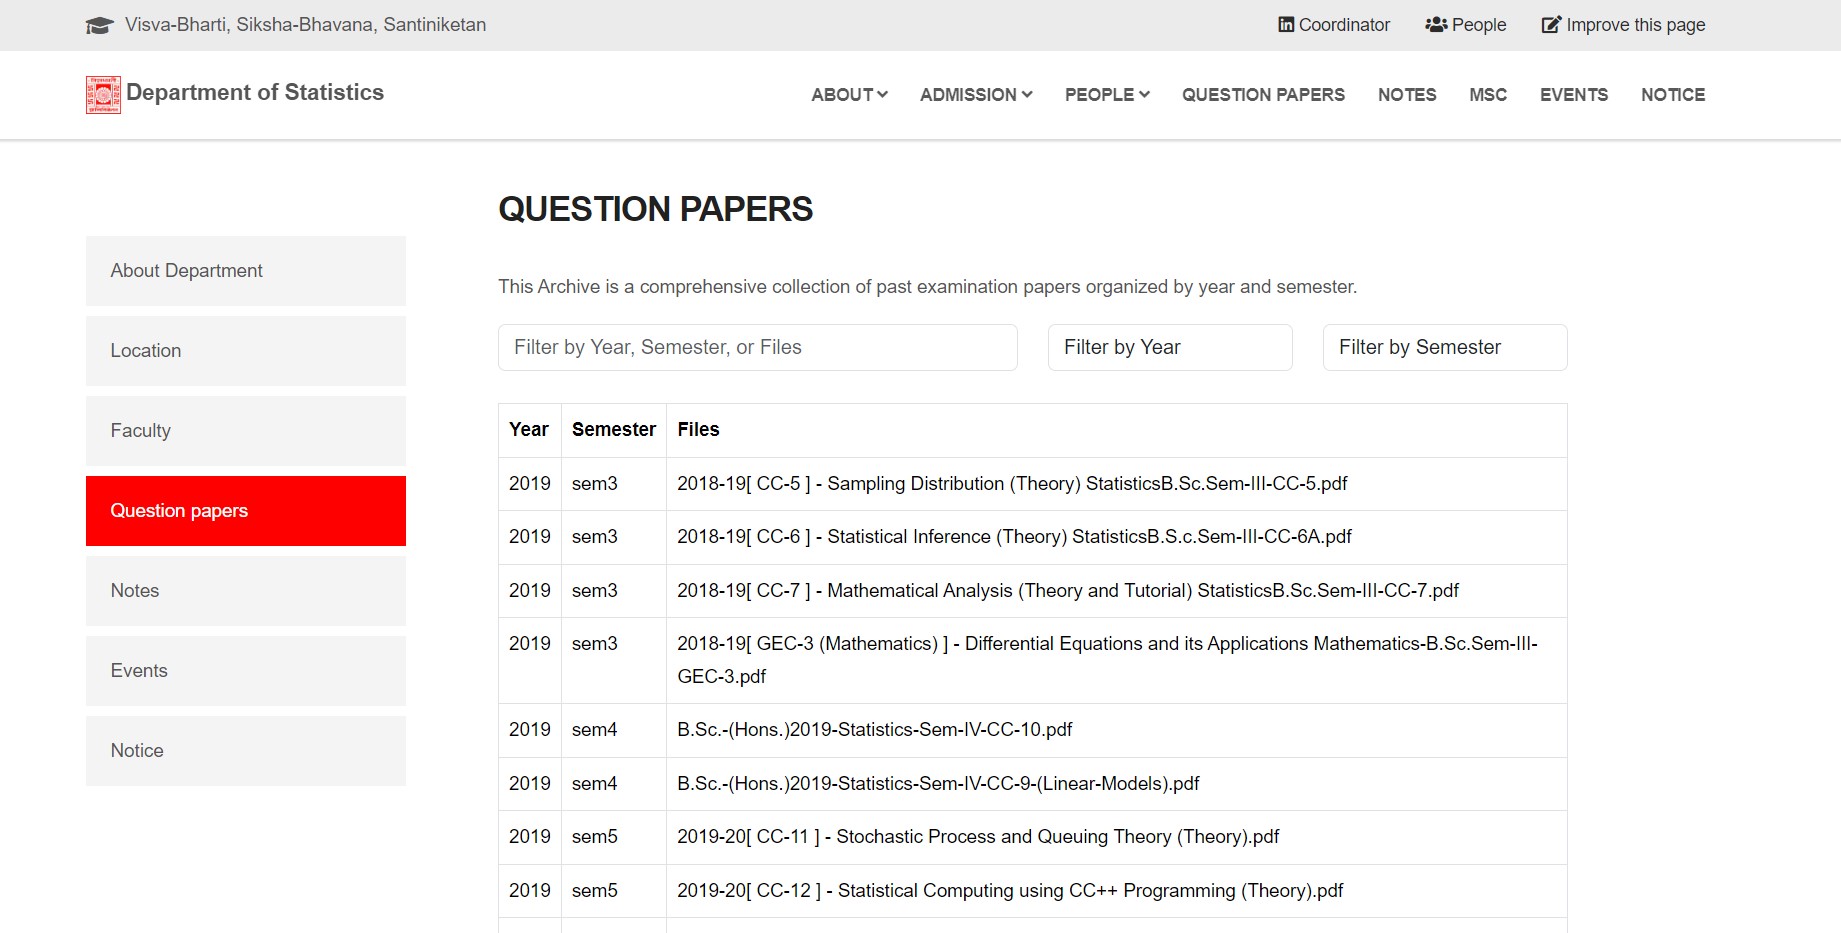 Visva-Bharti, Siksha-Bhavana, Santiniketan
Coordinator
People
Improve this page
Department of Statistics
ABOUT
ADMISSION
PEOPLE
QUESTION PAPERS
NOTES
MSC
EVENTS
NOTICE
About Department
Location
Faculty
Question papers
Notes
Events
Notice
QUESTION PAPERS
This Archive is a comprehensive collection of past examination papers organized by year and semester.
Filter by Year, Semester, or Files
Filter by Year
Filter by Semester
Year Semester Files
2019 sem3 2018-19[ CC-5 ] - Sampling Distribution (Theory) StatisticsB.Sc.Sem-III-CC-5.pdf
2019 sem3 2018-19[ CC-6 ] - Statistical Inference (Theory) StatisticsB.S.c.Sem-III-CC-6A.pdf
2019 sem3 2018-19[ CC-7 ] - Mathematical Analysis (Theory and Tutorial) StatisticsB.Sc.Sem-III-CC-7.pdf
2019 sem3 2018-19[ GEC-3 (Mathematics) ] - Differential Equations and its Applications Mathematics-B.Sc.Sem-III-
GEC-3.pdf
2019 sem4 B.Sc.-(Hons.)2019-Statistics-Sem-IV-CC-10.pdf
2019 sem4 B.Sc.-(Hons.)2019-Statistics-Sem-IV-CC-9-(Linear-Models).pdf
2019 sem5 2019-20[ CC-11 ] - Stochastic Process and Queuing Theory (Theory).pdf
2019 sem5 2019-20[ CC-12 ] - Statistical Computing using CC++ Programming (Theory).pdf